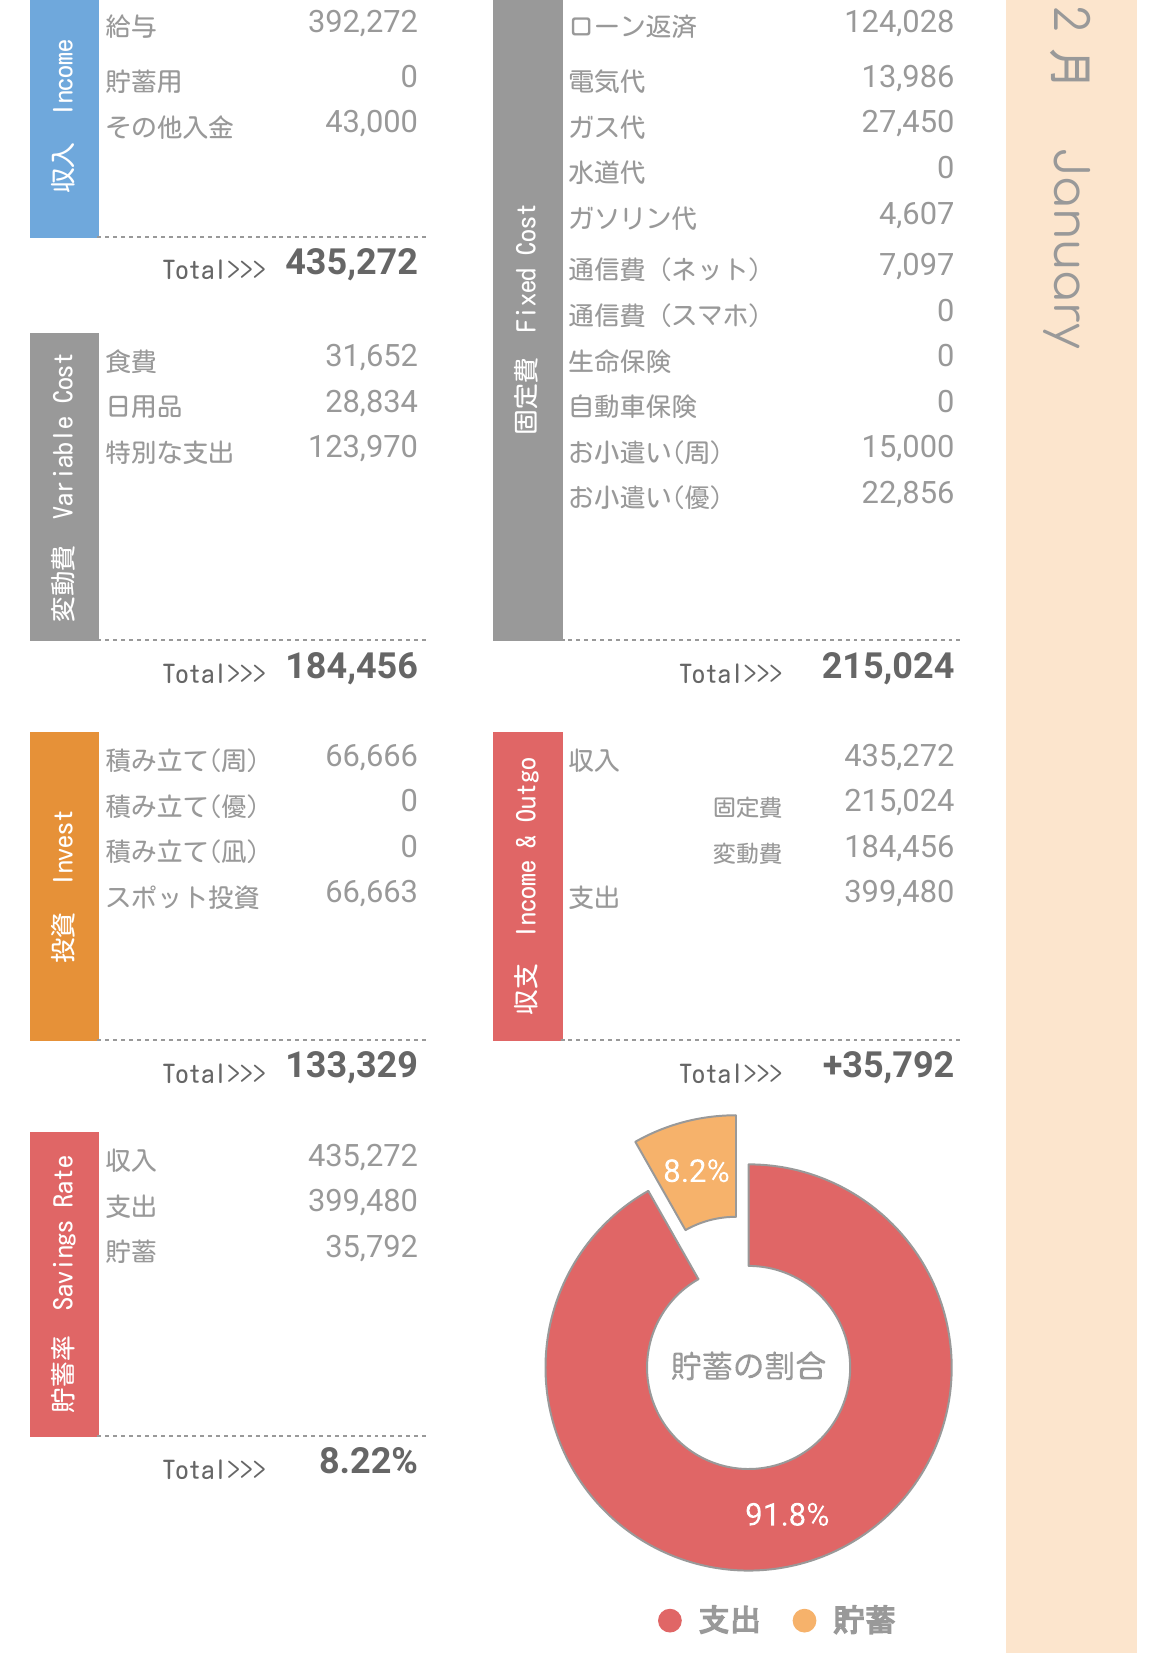 収入 Income
給与 392,272
貯蓄用 0
その他入金 43,000
Total>>> 435,272
変動費 Variable Cost
食費 31,652
日用品 28,834
特別な支出 123,970
Total>>> 184,456
投資 Invest
積み立て(周) 66,666
積み立て(優) 0
積み立て(凪) 0
スポット投資 66,663
Total>>> 133,329
貯蓄率 Savings Rate
収入 435,272
支出 399,480
貯蓄 35,792
Total>>> 8.22%
固定費 Fixed Cost
ローン返済 124,028
電気代 13,986
ガス代 27,450
水道代 0
ガソリン代 4,607
通信費（ネット） 7,097
通信費（スマホ） 0
生命保険 0
自動車保険 0
お小遣い(周) 15,000
お小遣い(優) 22,856
Total>>> 215,024
収支 Income & Outgo
収入 435,272
固定費 215,024
変動費 184,456
支出 399,480
Total>>> +35,792
8.2%
貯蓄の割合
91.8%
支出 貯蓄
2月 January